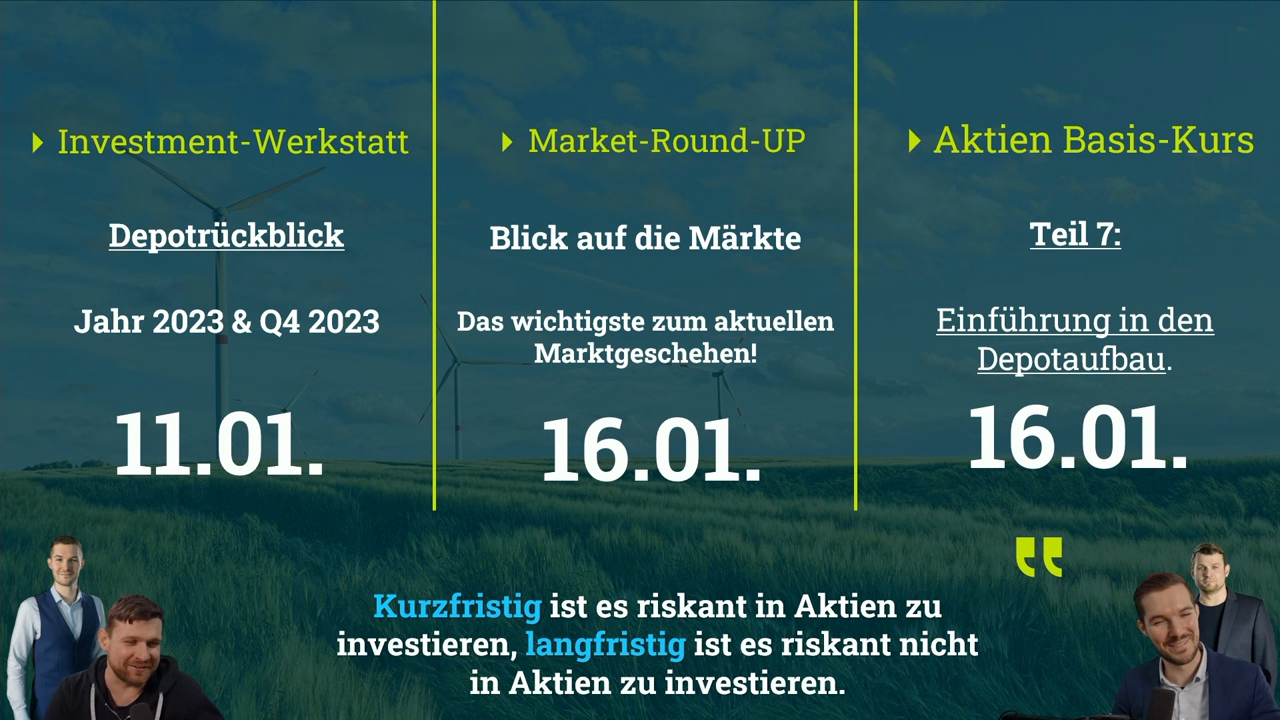 Investment-Werkstatt
Depotrückblick
Jahr 2023 & Q4 2023
11.01.
Market-Round-UP
Blick auf die Märkte
Das wichtigste zum aktuellen
Marktgeschehen!
16.01.
Aktien Basis-Kurs
Teil 7:
Einführung in den
Depotaufbau.
16.01.
Kurzfristig ist es riskant in Aktien zu
investieren, langfristig ist es riskant nicht
in Aktien zu investieren.